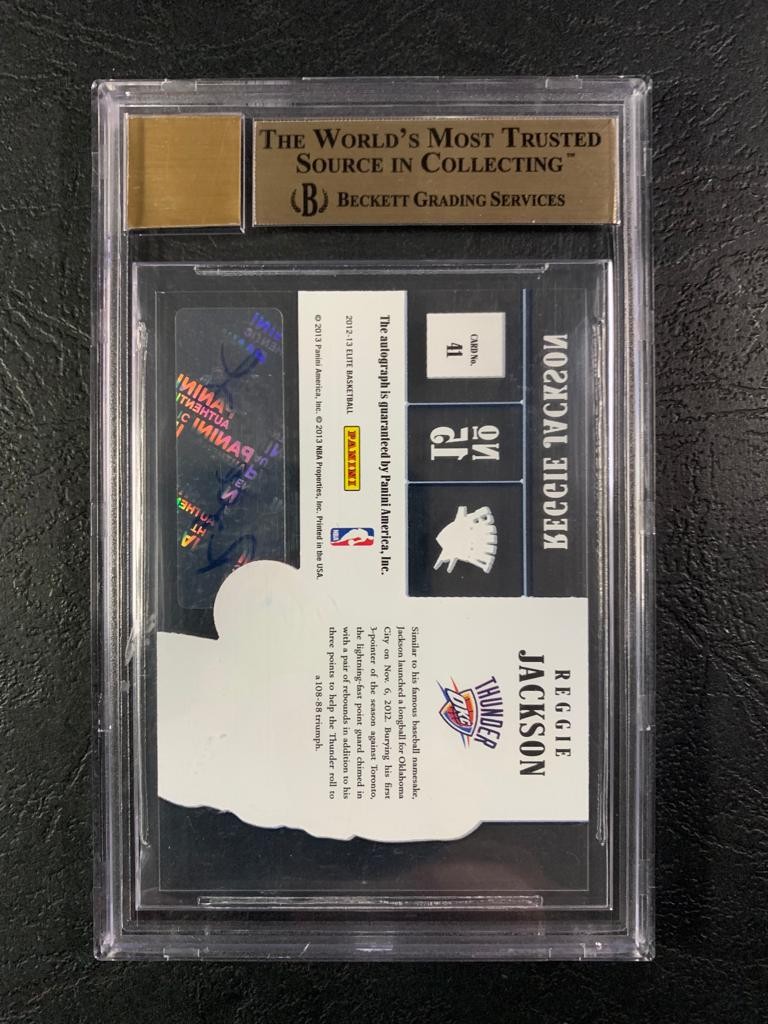 THE WORLD'S MOST TRUSTED
SOURCE IN COLLECTING™
B BECKETT GRADING SERVICES
REGGIE JACKSON
CARD No.
41
No
15
REGGIE
JACKSON
THUNDER
OKC
Similar to his famous baseball namesake,
Jackson launched a longball for Oklahoma
City on Nov. 6, 2012. Burying his first
3-pointer of the season against Toronto,
the lightning-fast point guard chimed in
with a pair of rebounds in addition to his
three points to help the Thunder roll to
a 108-88 triumph.
The autograph is guaranteed by Panini America, Inc.
2012-13 ELITE BASKETBALL
PANINI
NBA
© 2013 Panini America, Inc. © 2013 NBA Properties, Inc. Printed in the USA.
PANINI
AUTHENTIC
PANINI